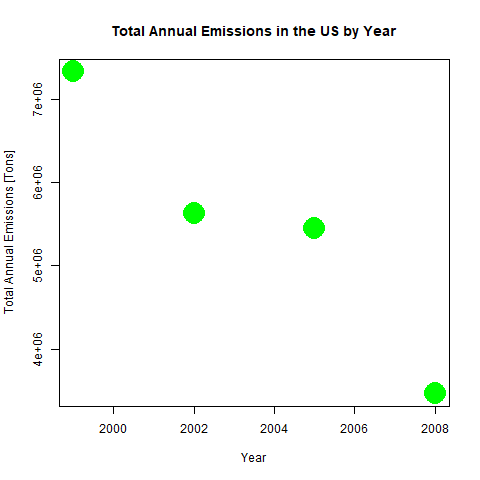 Total Annual Emissions in the US by Year
Total Annual Emissions [Tons]
7e+06
6e+06
5e+06
4e+06
2000 2002 2004 2006 2008
Year